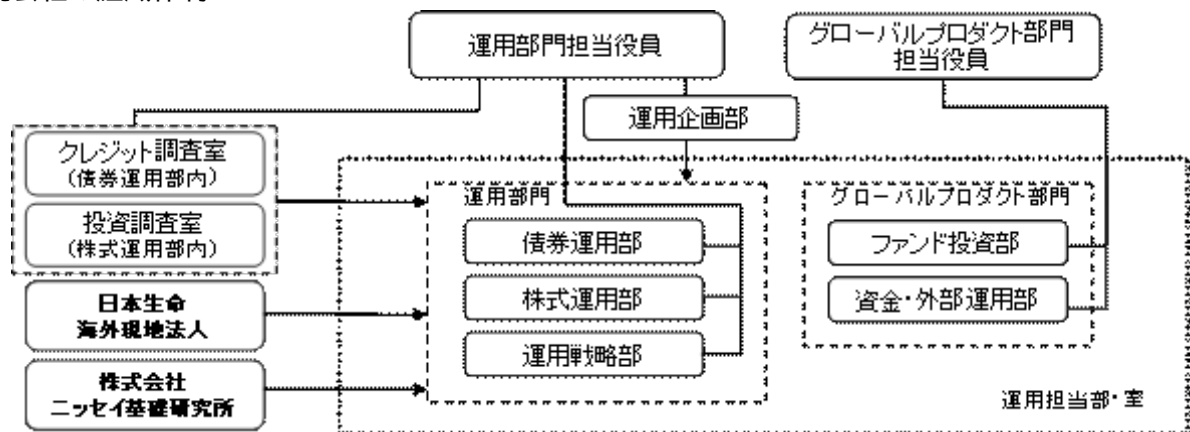 運用部門担当役員
グローバルプロダクト部門
担当役員
運用企画部
クレジット調査室
(債券運用部内)
投資調査室
(株式運用部内)
日本生命
海外現地法人
株式会社
ニッセイ基礎研究所
運用部門
債券運用部
株式運用部
運用戦略部
グローバルプロダクト部門
ファンド投資部
資金・外部運用部
運用担当部・室